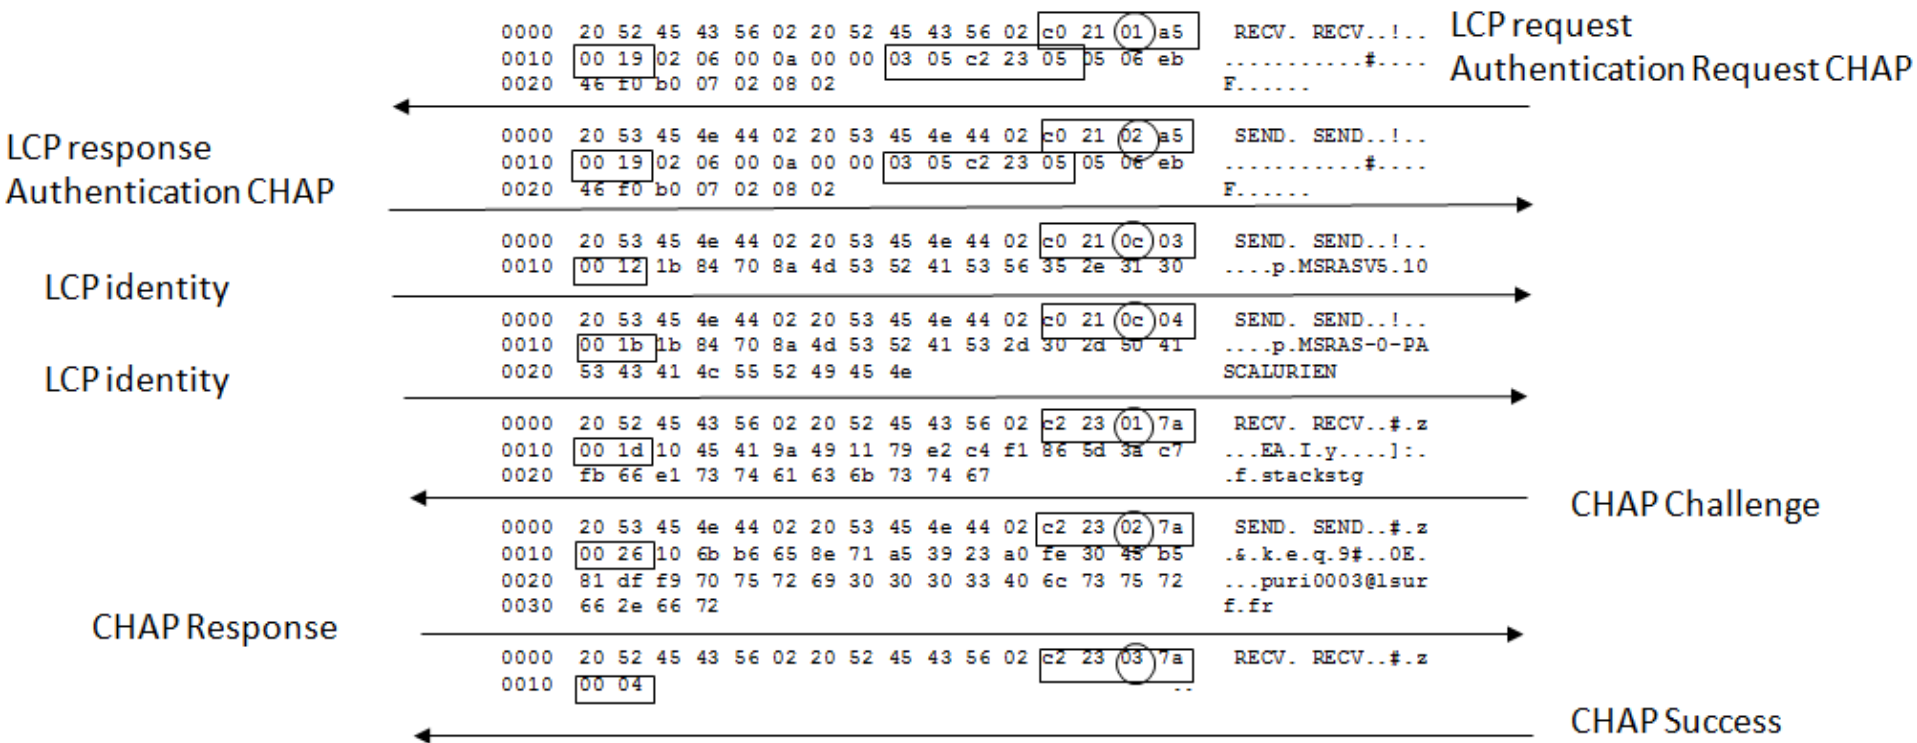 0000 20 52 45 43 56 02 20 52 45 43 56 02 c0 21 01 a5 RECV. RECV..!..
LCP request
0010 00 19 02 06 00 0a 00 00 03 05 c2 23 05 05 06 eb ...........#....
Authentication Request CHAP
0020 46 f0 b0 07 02 08 02 F......
LCP response
0000 20 53 45 4e 44 02 20 53 45 4e 44 02 c0 21 02 a5 SEND. SEND..!..
0010 00 19 02 06 00 0a 00 00 03 05 c2 23 05 05 06 eb ...........#....
Authentication CHAP
0020 46 f0 b0 07 02 08 02 F......
0000 20 53 45 4e 44 02 20 53 45 4e 44 02 c0 21 0c 03 SEND. SEND..!..
0010 00 12 1b 84 70 8a 4d 53 52 41 53 56 35 2e 31 30 ....p.MSRASV5.10
LCP identity
0000 20 53 45 4e 44 02 20 53 45 4e 44 02 c0 21 0c 04 SEND. SEND..!..
0010 00 1b 1b 84 70 8a 4d 53 52 41 53 2d 30 2d 50 41 ....p.MSRAS-0-PA
0020 53 43 41 4c 55 52 49 45 4e SCALURIEN
LCP identity
0000 20 52 45 43 56 02 20 52 45 43 56 02 c2 23 01 7a RECV. RECV..#.z
0010 00 1d 10 45 41 9a 49 11 79 e2 c4 f1 86 5d 3a c7 ...EA.I.y....]:.
0020 fb 66 e1 73 74 61 63 6b 73 74 67 .f.stackstg
CHAP Challenge
0000 20 53 45 4e 44 02 20 53 45 4e 44 02 c2 23 02 7a SEND. SEND..#.z
0010 00 26 10 6b b6 65 8e 71 a5 39 23 a0 fe 30 45 b5 .&.k.e.q.9#..0E.
0020 81 df f9 70 75 72 69 30 30 30 33 40 6c 73 75 72 ...puri0003@lsur
0030 66 2e 66 72 f.fr
CHAP Response
0000 20 52 45 43 56 02 20 52 45 43 56 02 c2 23 03 7a RECV. RECV..#.z
0010 00 04 ..
CHAP Success